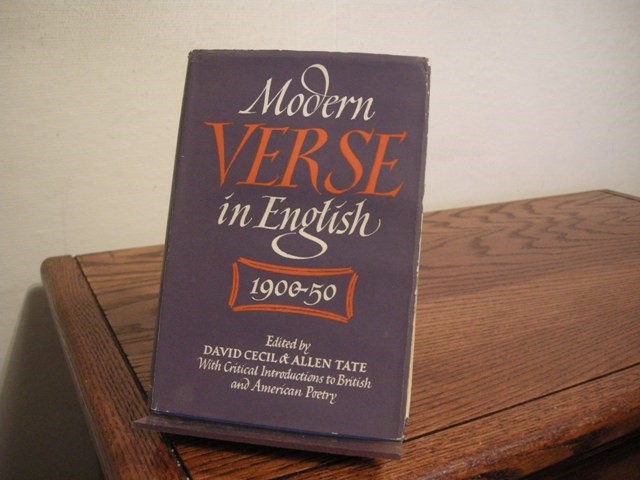 Modern
VERSE
in English
1900-50
Edited by
DAVID CECIL & ALLEN TATE
With Critical Introductions to British
and American Poetry